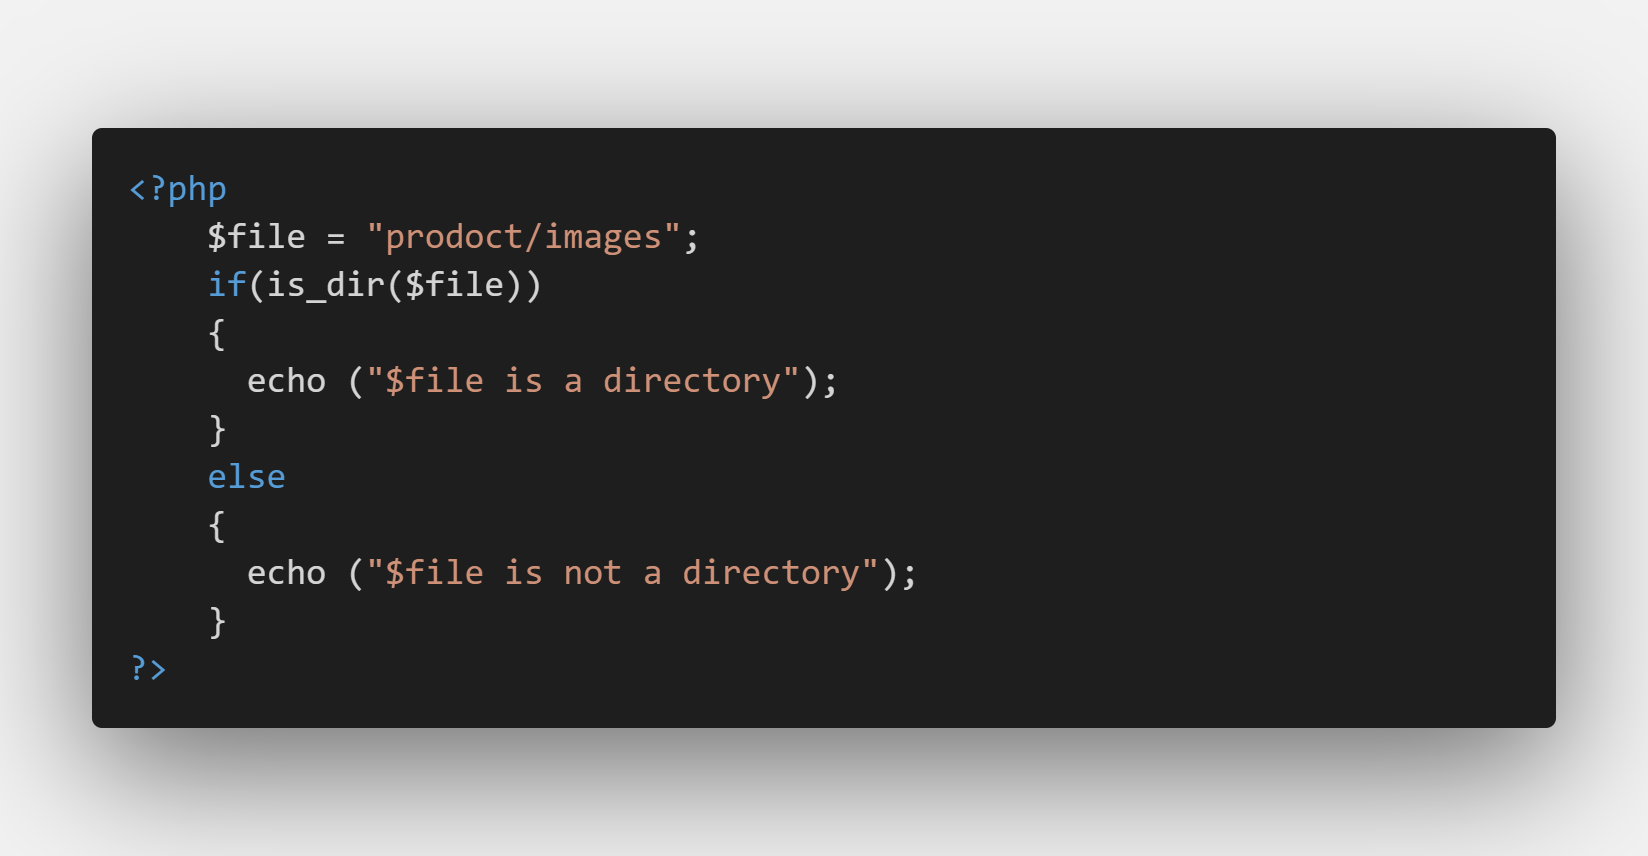 <?php
    $file = "prodoct/images";
    if(is_dir($file))
    {
      echo ("$file is a directory");
    }
    else
    {
      echo ("$file is not a directory");
    }
?>